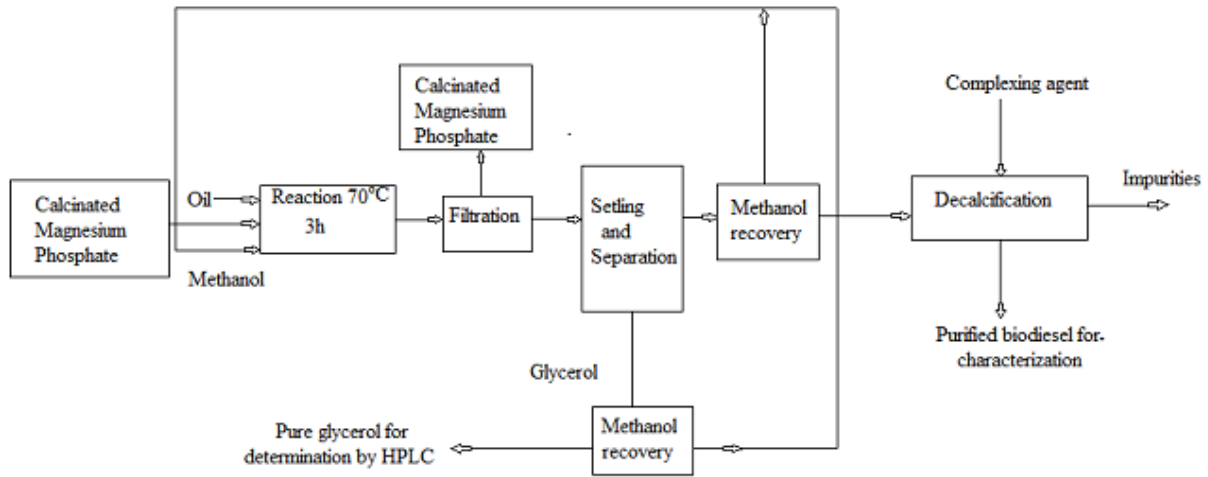 Calcinated
Magnesium
Phosphate
Complexing agent
Calcinated
Magnesium
Phosphate
Oil
Reaction 70°C
3h
Filtration
Setling
and
Separation
Methanol
recovery
Decalcification
Impurities
Methanol
Purified biodiesel for-
characterization
Glycerol
Pure glycerol for
determination by HPLC
Methanol
recovery